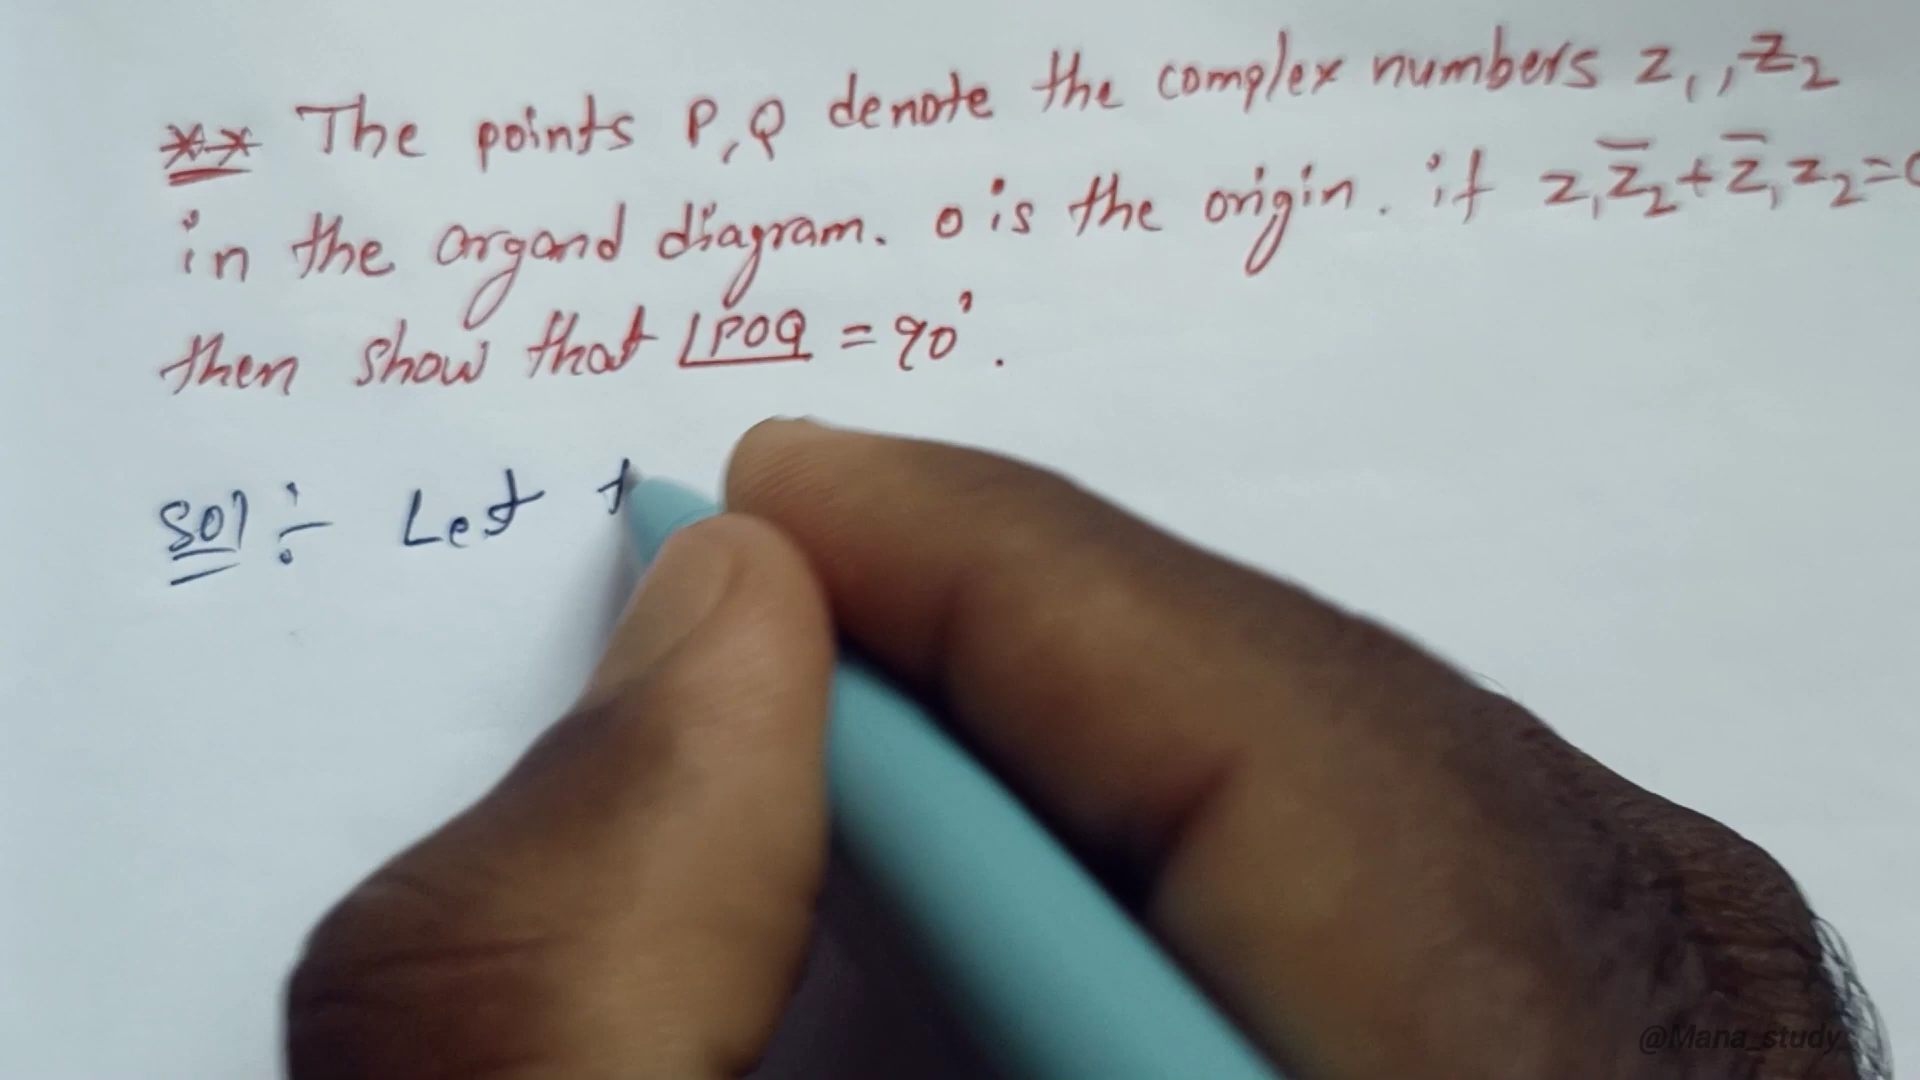 ** The points P,Q denote the complex numbers z₁, z₂
in the argand diagram. o is the origin. if z₁z̅₂+z̅₁z₂=0
then show that ∠POQ = 90°.
Sol ÷ Let t
@Mana_study